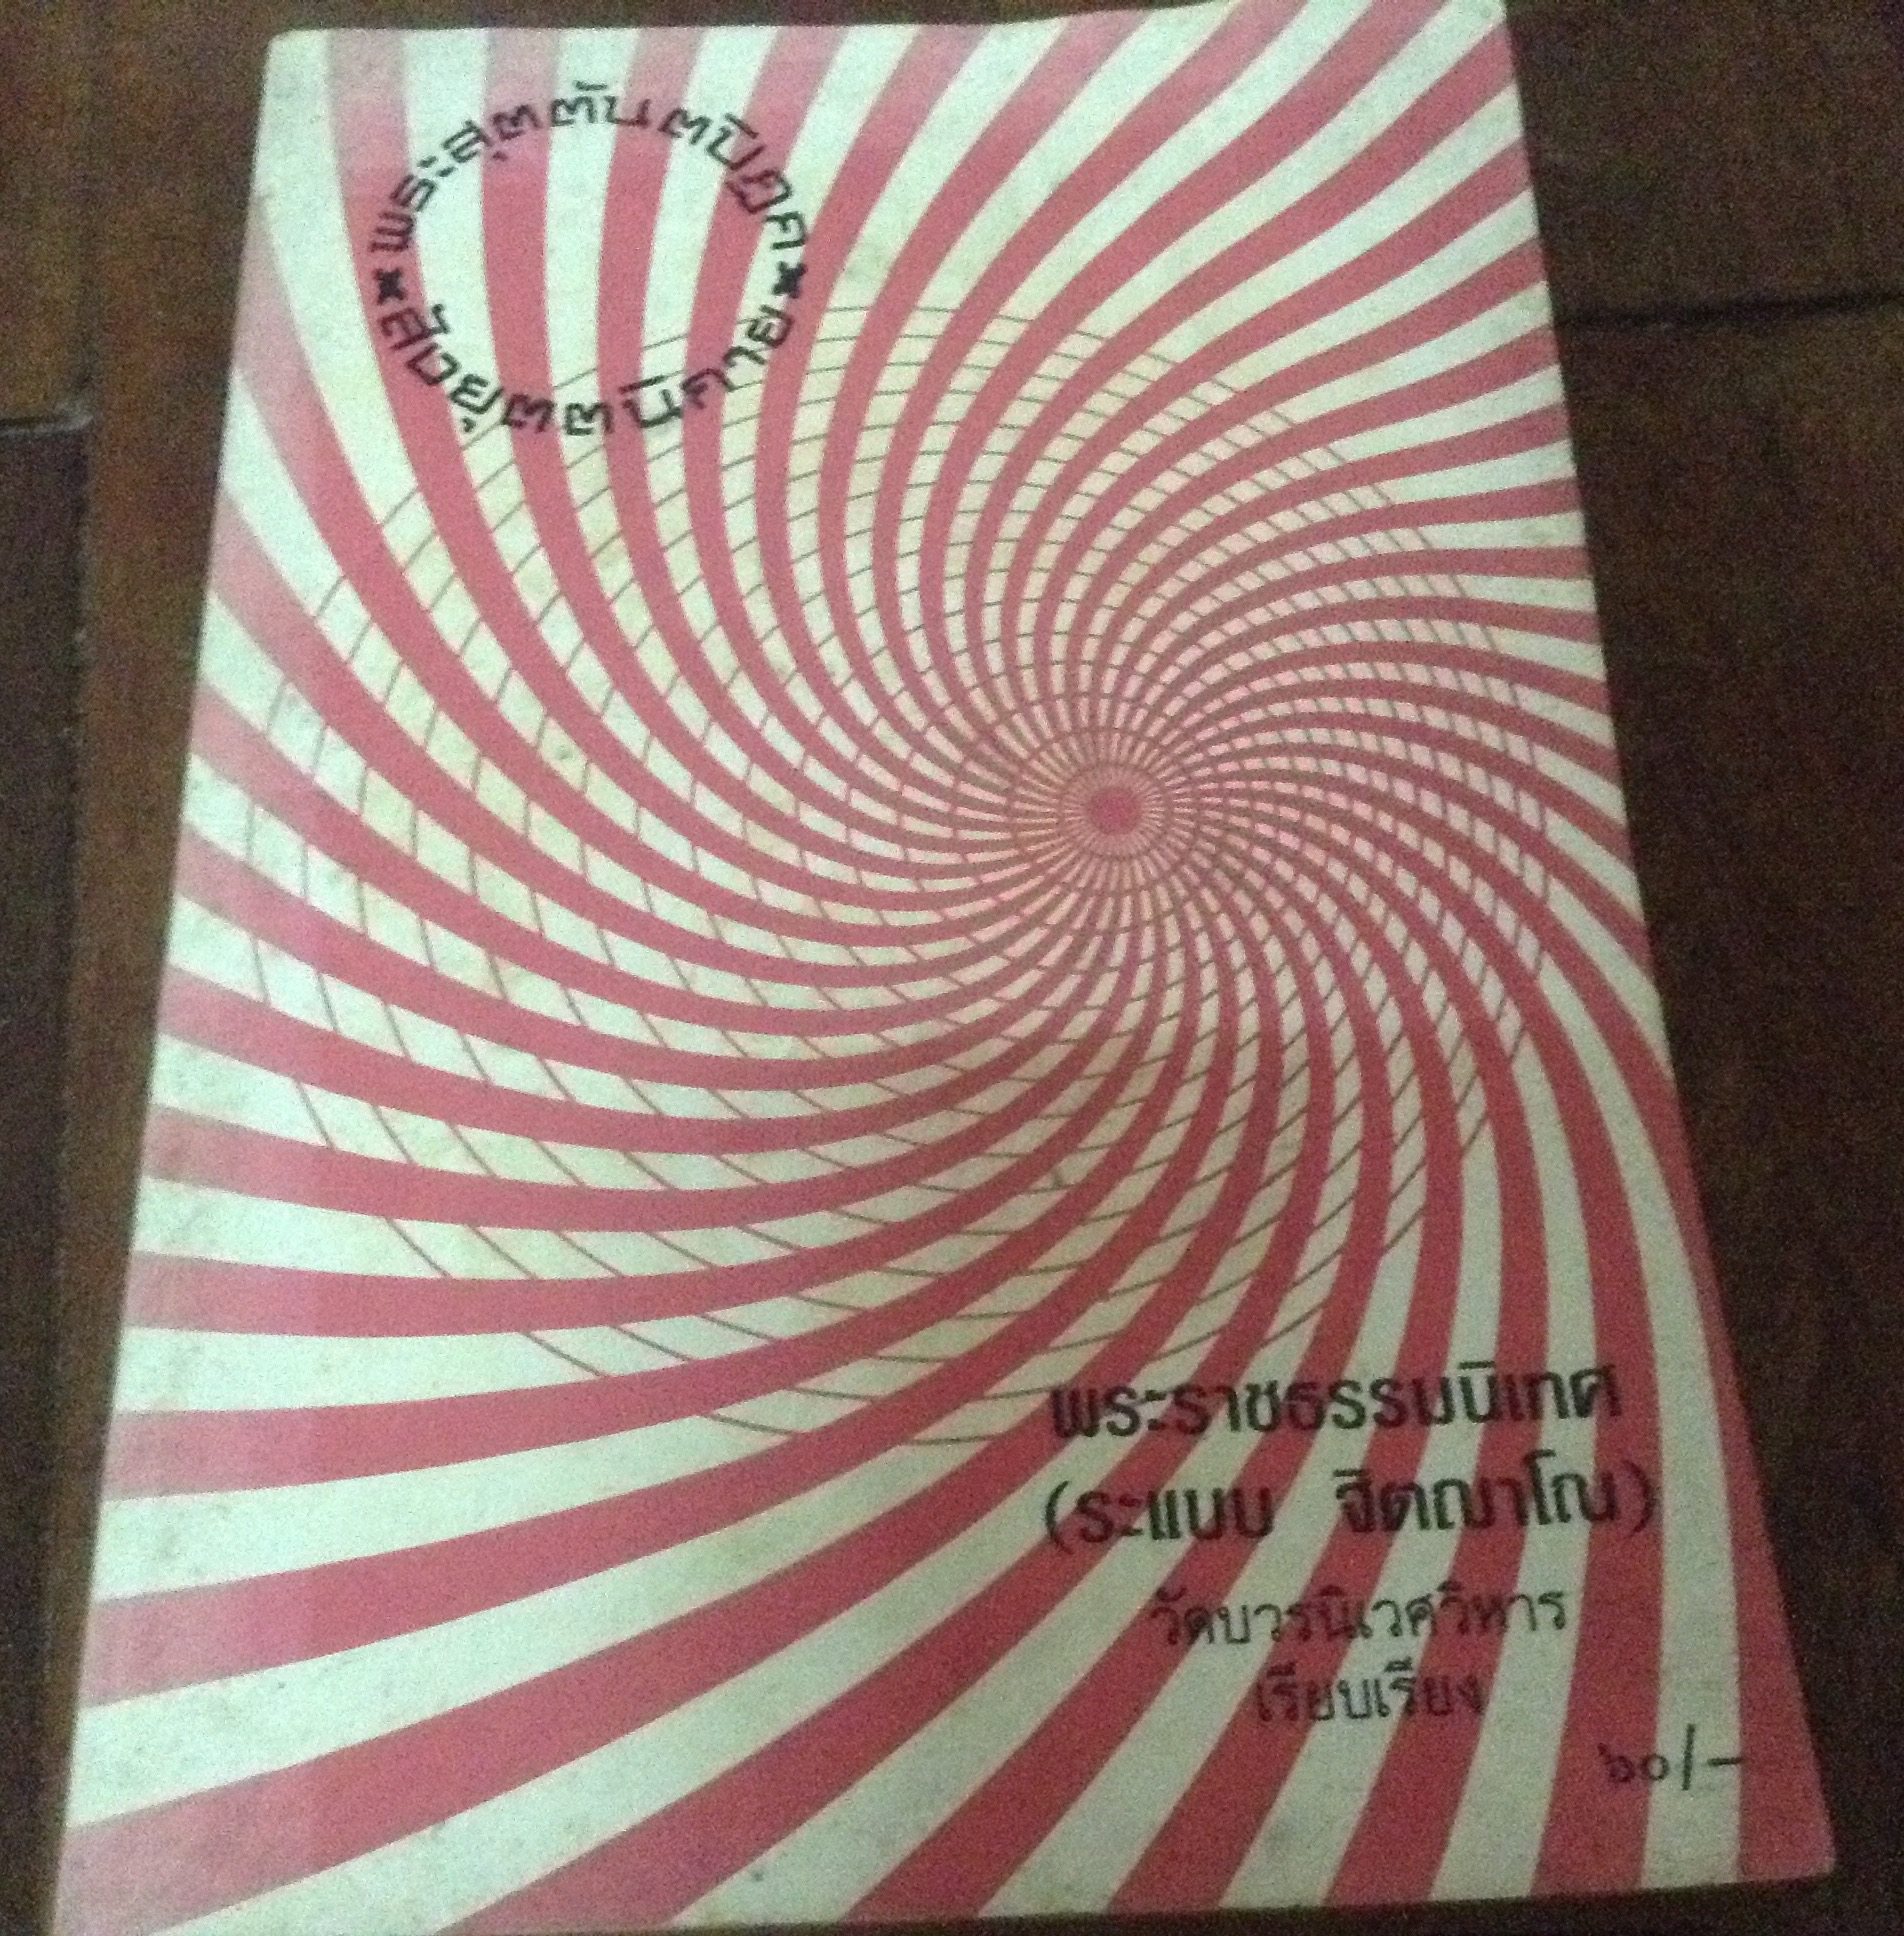 พระสุตตันตปิฎก
สังยุตตนิกาย
พระราชธรรมนิเทศ
(ระแบบ ฐิตญาโณ)
วัดบวรนิเวศวิหาร
เรียบเรียง
๖๐/-